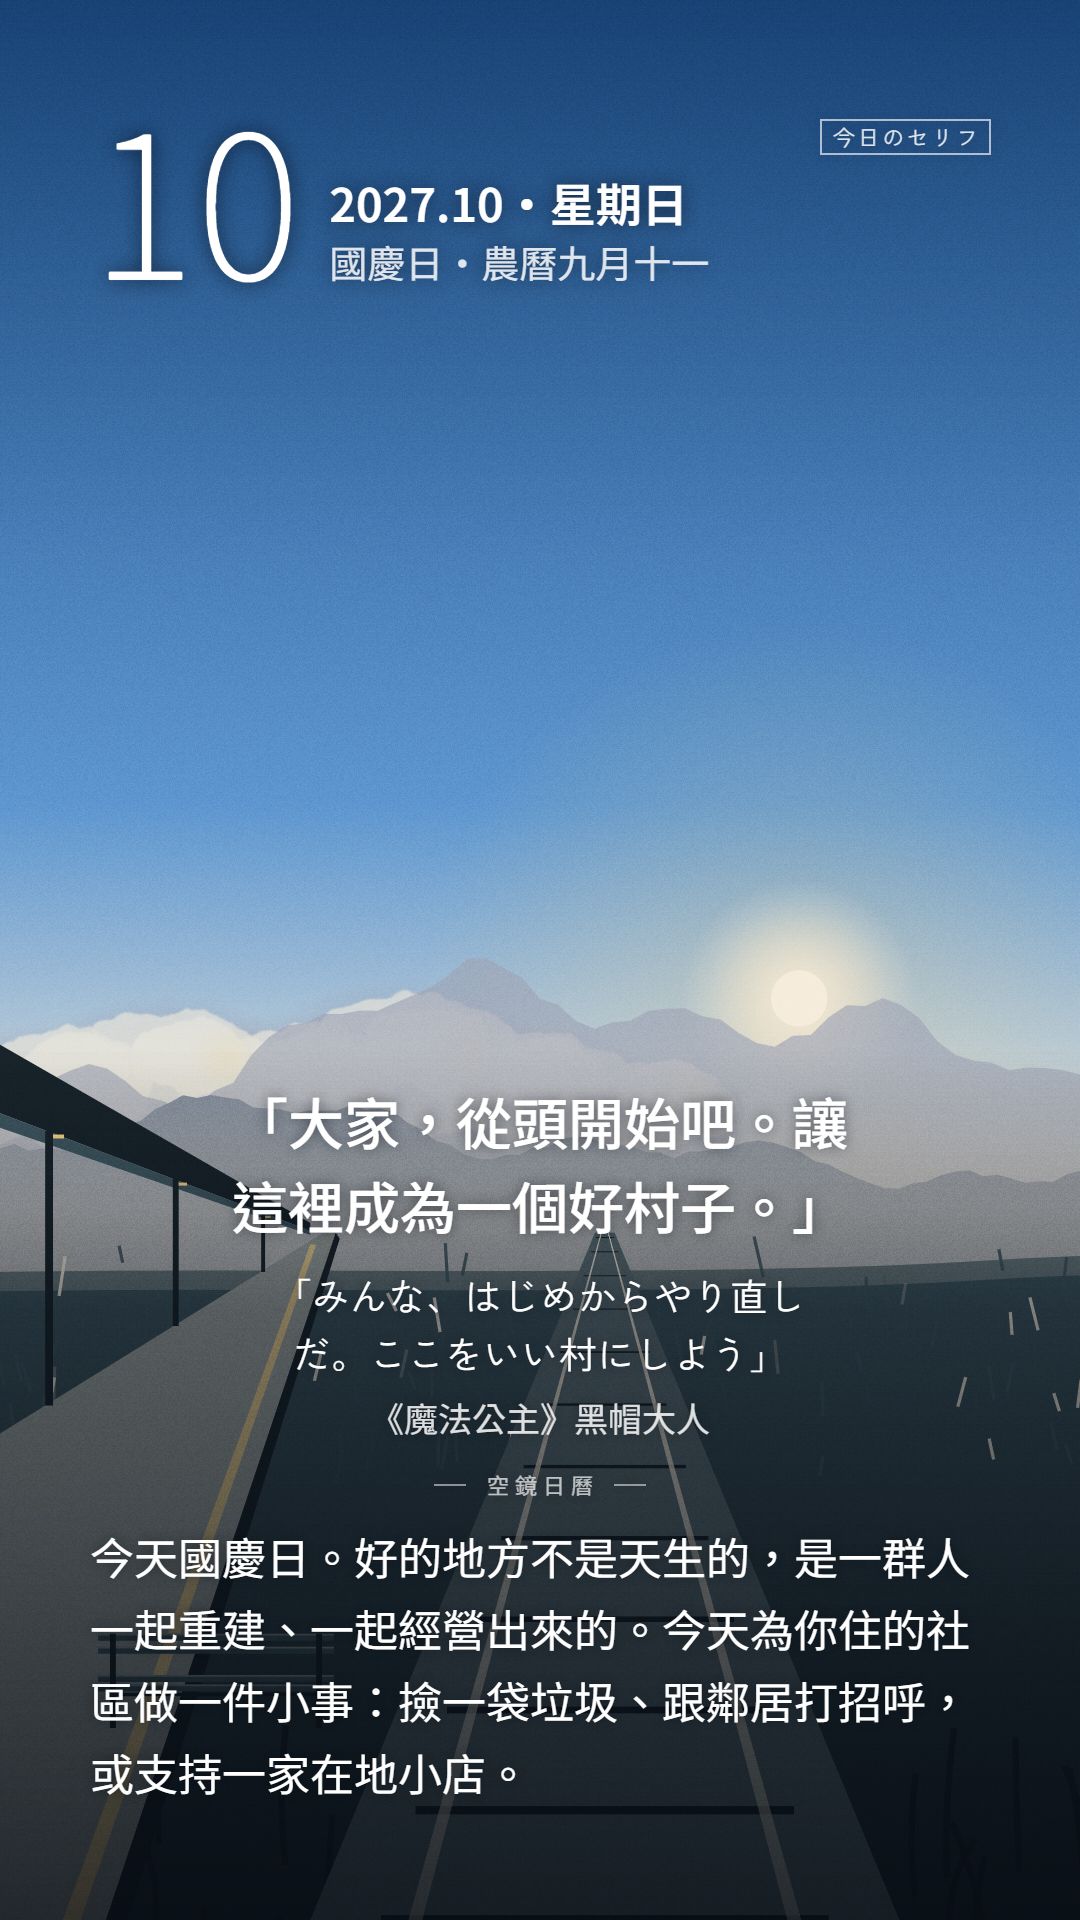 10
今日のセリフ
2027.10・星期日
國慶日・農曆九月十一
「大家，從頭開始吧。讓
這裡成為一個好村子。」
「みんな、はじめからやり直し
だ。ここをいい村にしよう」
《魔法公主》黑帽大人
空鏡日曆
今天國慶日。好的地方不是天生的，是一群人
一起重建、一起經營出來的。今天為你住的社
區做一件小事：撿一袋垃圾、跟鄰居打招呼，
或支持一家在地小店。